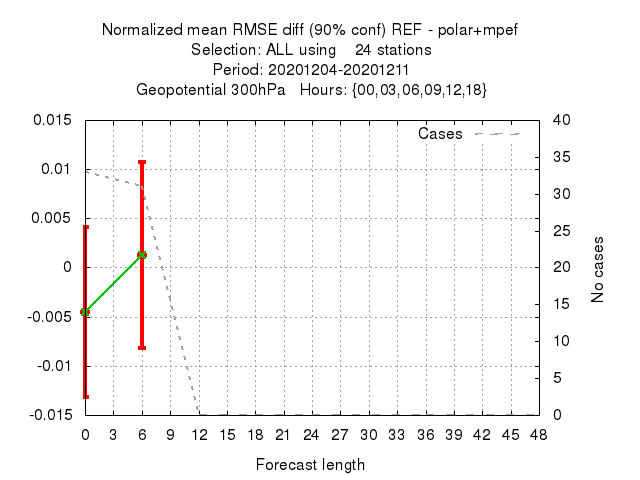 Normalized mean RMSE diff (90% conf) REF - polar+mpef
Selection: ALL using    24 stations
Period: 20201204-20201211
Geopotential 300hPa   Hours: {00,03,06,09,12,18}
Cases
0.015
0.01
0.005
0
-0.005
-0.01
-0.015
40
35
30
25
20
15
10
5
0
No cases
0 3 6 9 12 15 18 21 24 27 30 33 36 39 42 45 48
Forecast length